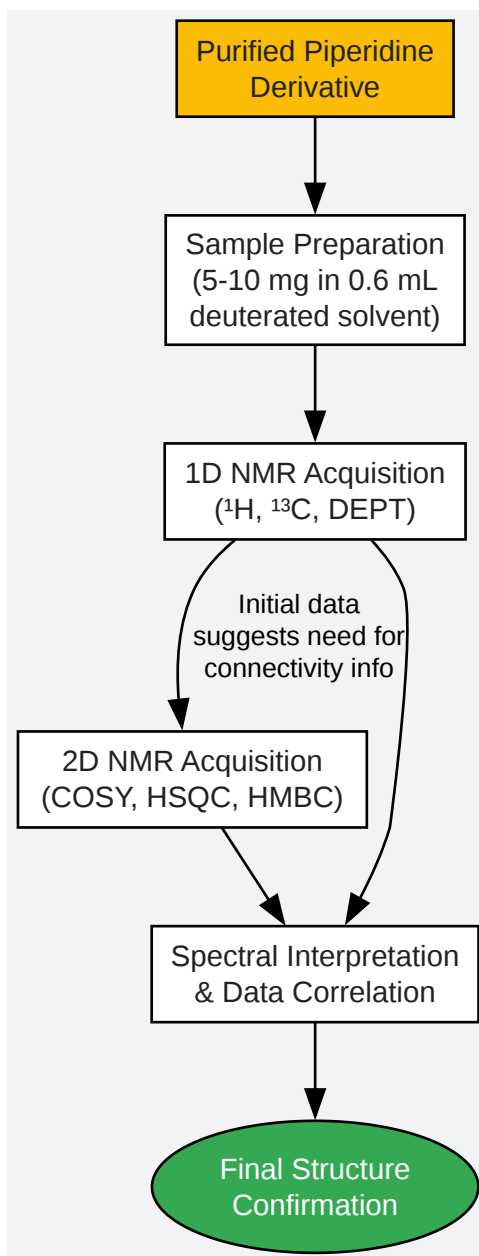 Purified Piperidine
Derivative
Sample Preparation
(5-10 mg in 0.6 mL
deuterated solvent)
1D NMR Acquisition
(¹H, ¹³C, DEPT)
Initial data
suggests need for
connectivity info
2D NMR Acquisition
(COSY, HSQC, HMBC)
Spectral Interpretation
& Data Correlation
Final Structure
Confirmation